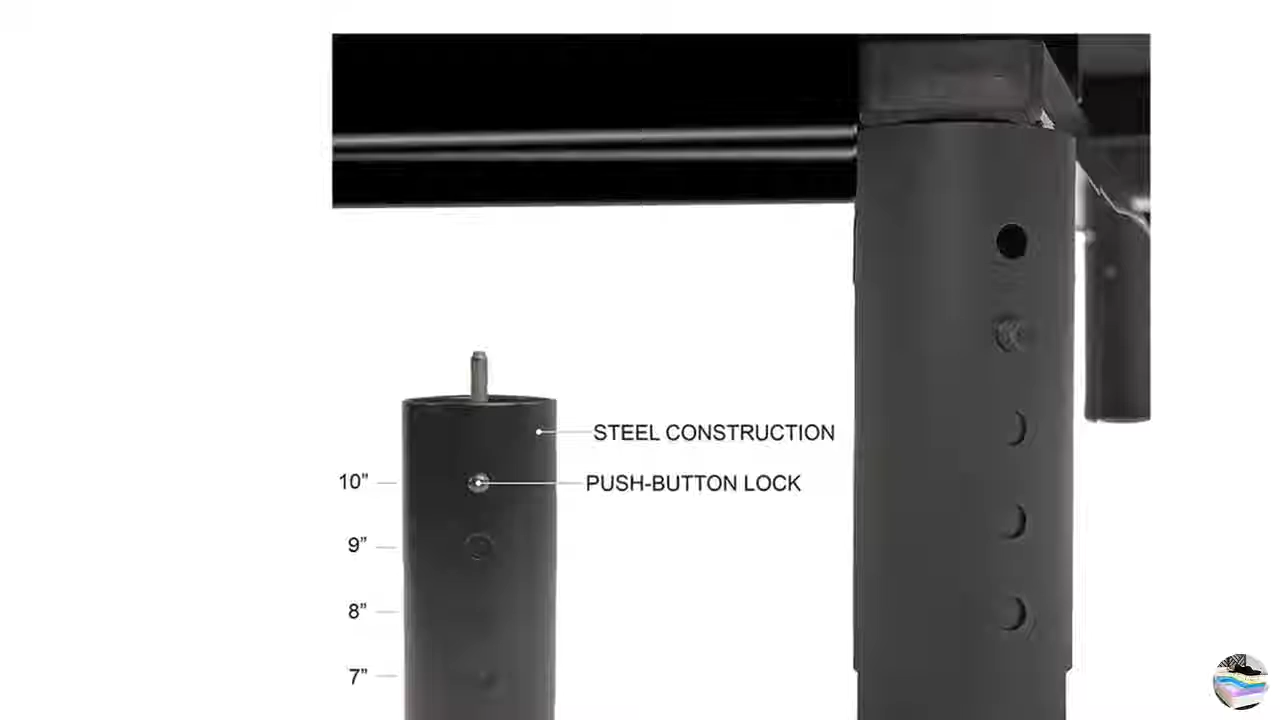 STEEL CONSTRUCTION
10” PUSH-BUTTON LOCK
9”
8”
7”